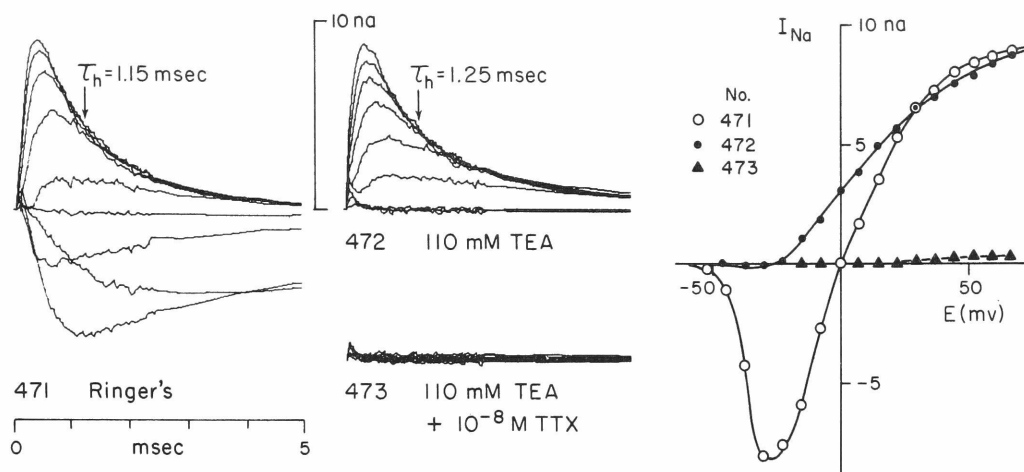 10 na
τh = 1.15 msec
471 Ringer's
0 msec 5
τh = 1.25 msec
472 110 mM TEA
473 110 mM TEA
+ 10⁻⁸ M TTX
INa
10 na
No.
471
472
473
5
-50
50
E (mv)
-5